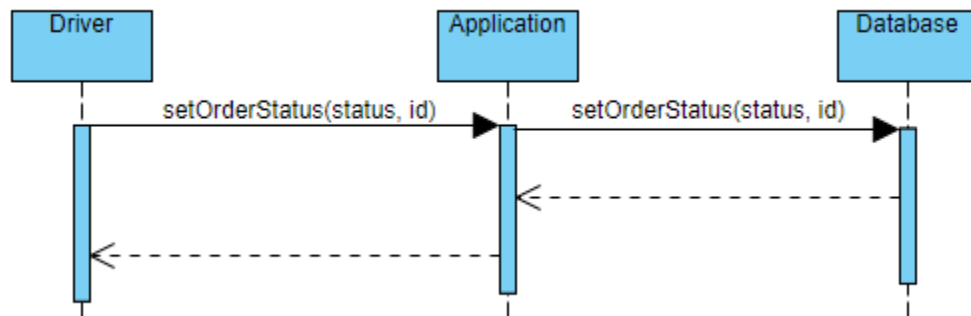 Driver
Application
Database
setOrderStatus(status, id)
setOrderStatus(status, id)